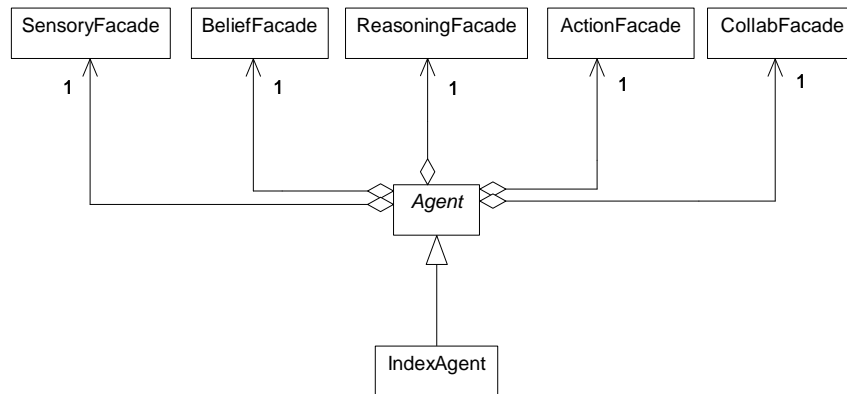 SensoryFacade
BeliefFacade
ReasoningFacade
ActionFacade
CollabFacade
1
1
1
1
1
Agent
IndexAgent